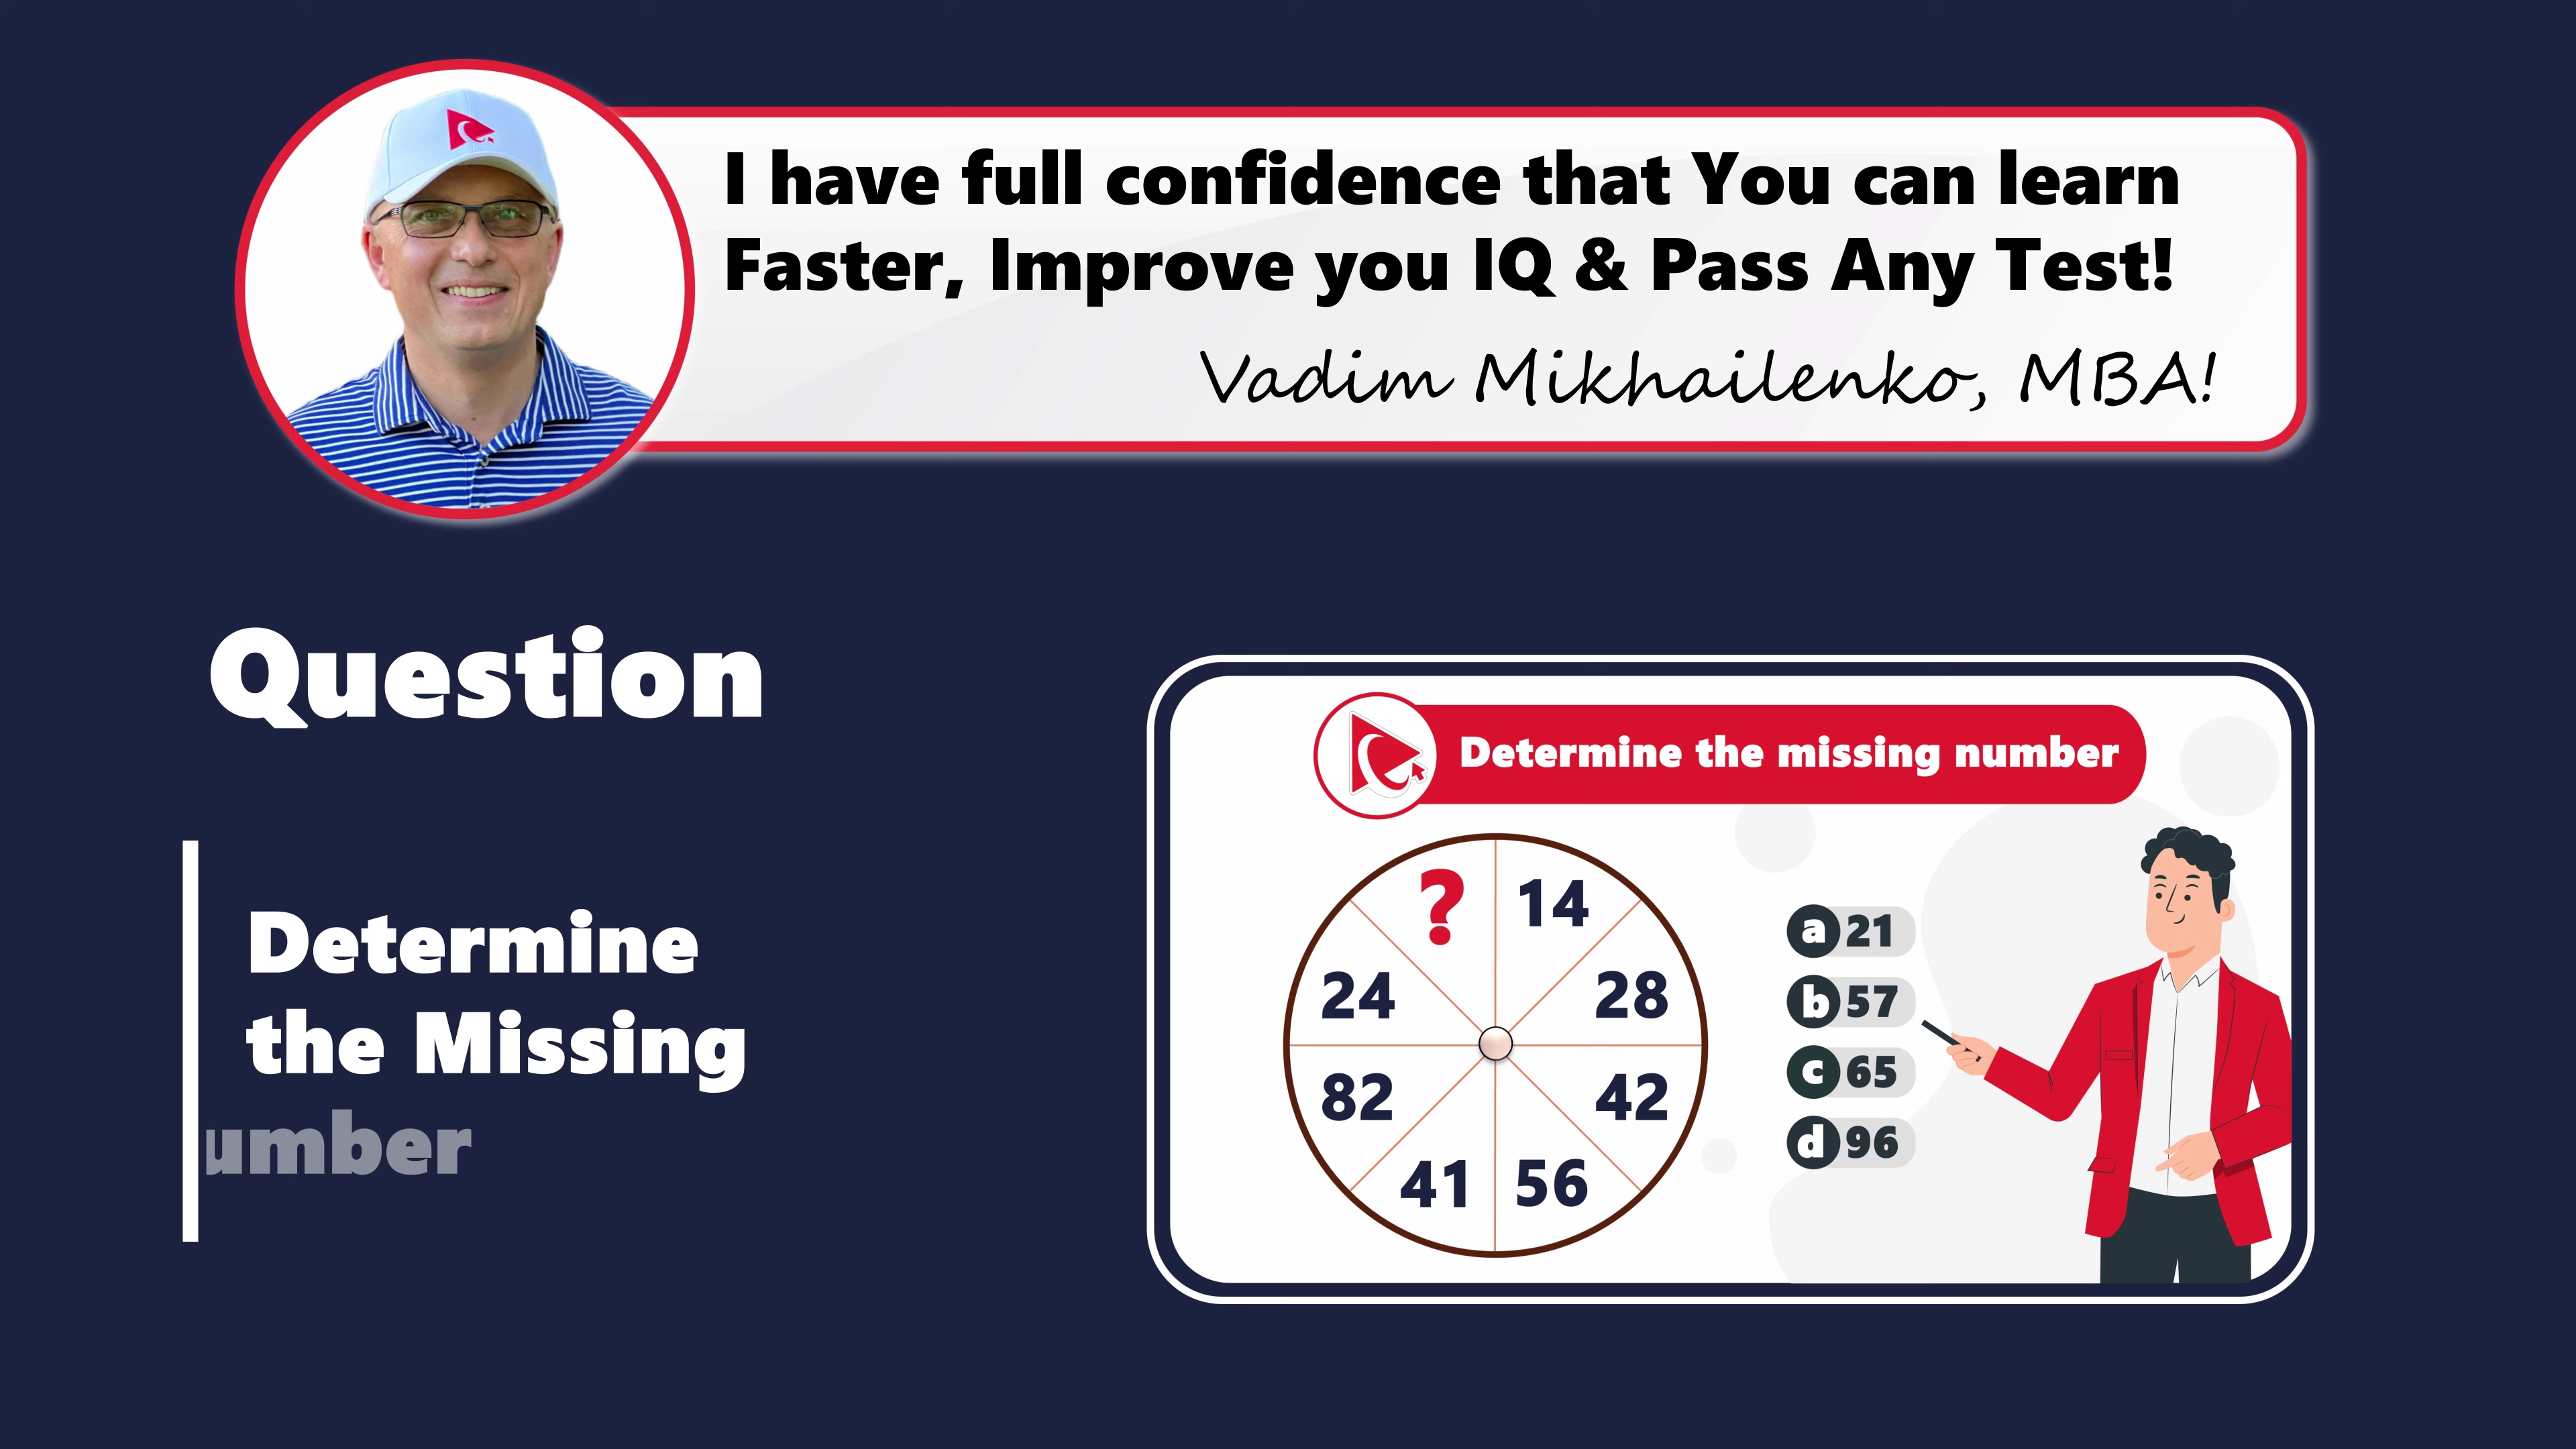 I have full confidence that You can learn
Faster, Improve you IQ & Pass Any Test!
Vadim Mikhailenko, MBA!
Question
Determine
the Missing
umber
Determine the missing number
? 14
24 28
82 42
41 56
a 21
b 57
c 65
d 96